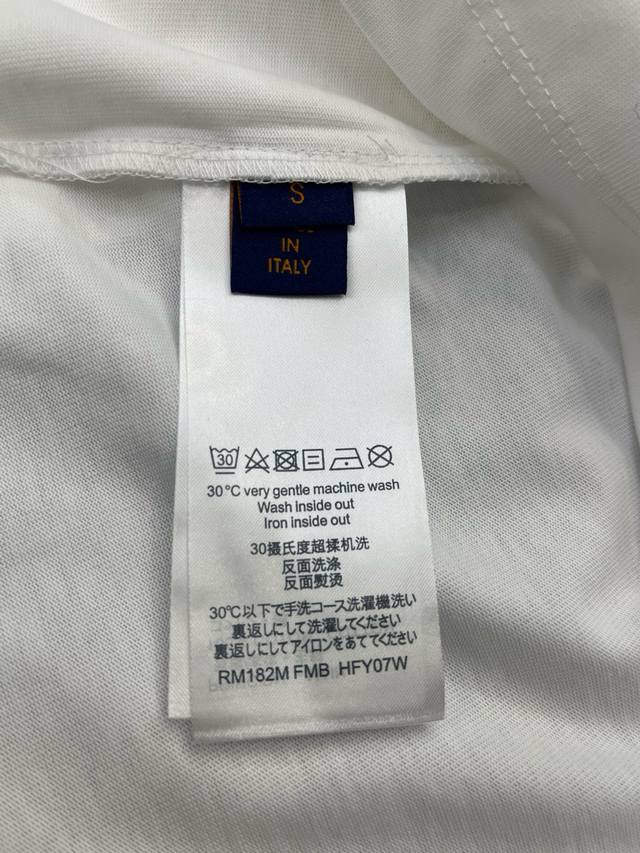 S
IN
ITALY
30
30°C very gentle machine wash
Wash inside out
Iron inside out
30摄氏度超揉机洗
反面洗涤
反面熨烫
30℃以下で手洗コース洗濯機洗い
裏返しにして洗濯してください
裏返しにしてアイロンをあててください
RM182M FMB HFY07W